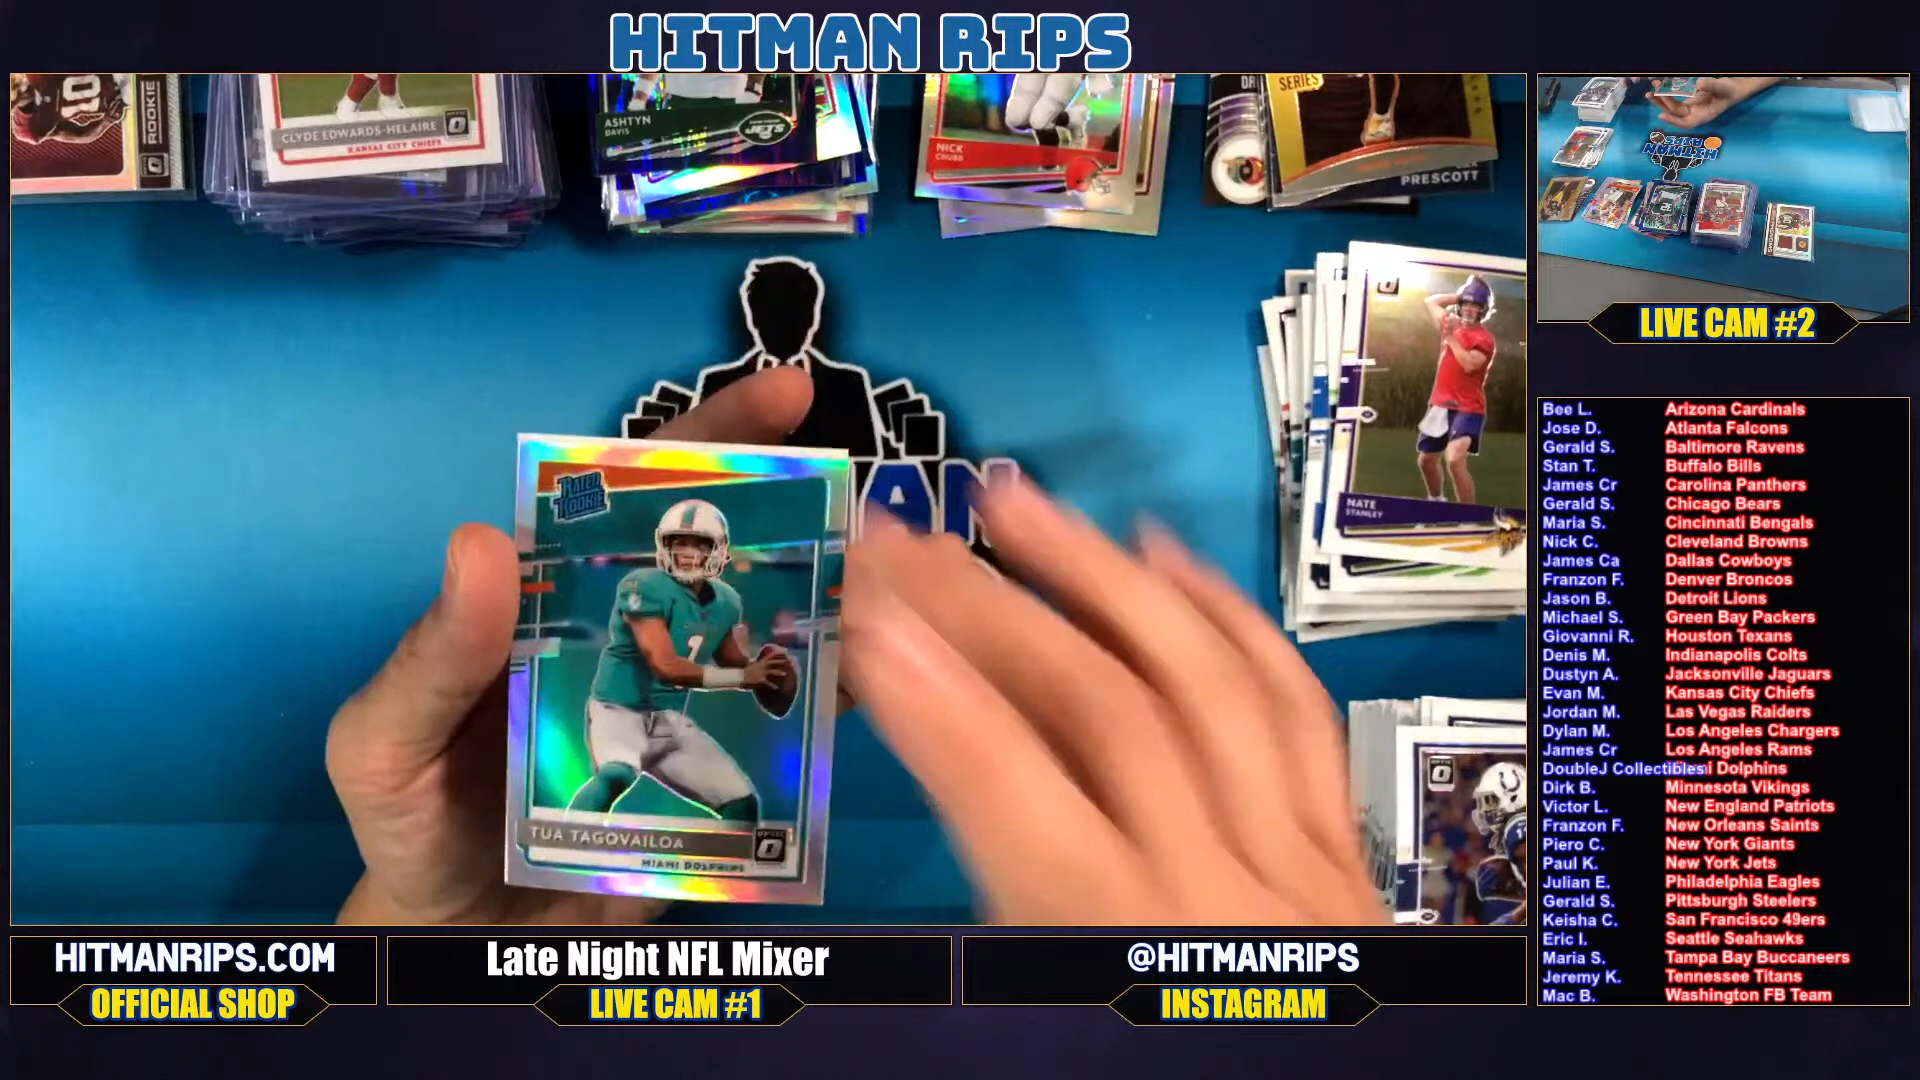 HITMAN RIPS
ROOKIE
CLYDE EDWARDS-HELAIRE
KANSAS CITY CHIEFS
ASHTYN
DAVIS
JETS
NICK
CHUBB
SERIES
PRESCOTT
NATE
STANLEY
RATED
ROOKIE
TUA TAGOVAILOA
MIAMI DOLPHINS
OPTIC
AN
HITMAN
RIPS
LIVE CAM #2
Bee L. Arizona Cardinals
Jose D. Atlanta Falcons
Gerald S. Baltimore Ravens
Stan T. Buffalo Bills
James Cr Carolina Panthers
Gerald S. Chicago Bears
Maria S. Cincinnati Bengals
Nick C. Cleveland Browns
James Ca Dallas Cowboys
Franzon F. Denver Broncos
Jason B. Detroit Lions
Michael S. Green Bay Packers
Giovanni R. Houston Texans
Denis M. Indianapolis Colts
Dustyn A. Jacksonville Jaguars
Evan M. Kansas City Chiefs
Jordan M. Las Vegas Raiders
Dylan M. Los Angeles Chargers
James Cr Los Angeles Rams
DoubleJ Collectibles Dolphins
Dirk B. Minnesota Vikings
Victor L. New England Patriots
Franzon F. New Orleans Saints
Piero C. New York Giants
Paul K. New York Jets
Julian E. Philadelphia Eagles
Gerald S. Pittsburgh Steelers
Keisha C. San Francisco 49ers
Eric I. Seattle Seahawks
Maria S. Tampa Bay Buccaneers
Jeremy K. Tennessee Titans
Mac B. Washington FB Team
HITMANRIPS.COM
OFFICIAL SHOP
Late Night NFL Mixer
LIVE CAM #1
@HITMANRIPS
INSTAGRAM